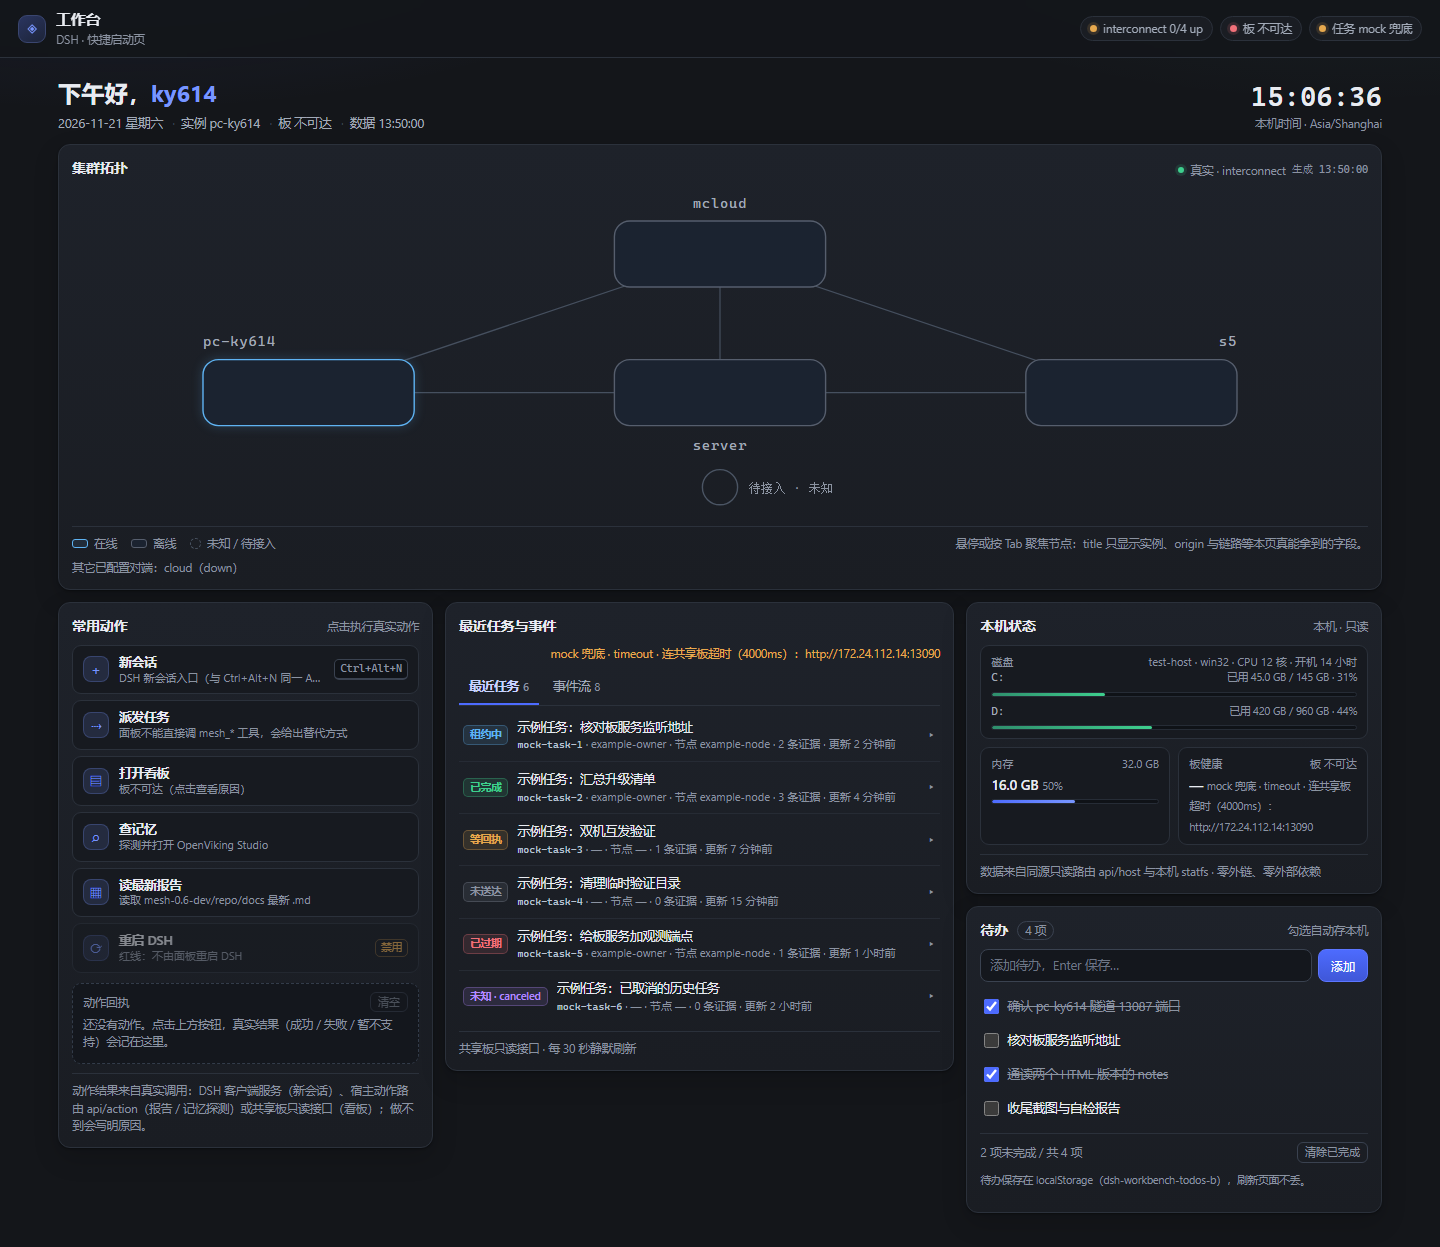 工作台
DSH · 快捷启动页
interconnect 0/4 up
板 不可达
任务 mock 兜底
下午好，ky614
2026-11-21 星期六 · 实例 pc-ky614 · 板 不可达 · 数据 13:50:00
15:06:36
本机时间 · Asia/Shanghai
集群拓扑
真实 · interconnect 生成 13:50:00
mcloud
pc-ky614
s5
server
待接入 · 未知
在线 离线 未知 / 待接入
悬停或按 Tab 聚焦节点：title 只显示实例、origin 与链路等本页真能拿到的字段。
其它已配置对端：cloud（down）
常用动作
点击执行真实动作
新会话
DSH 新会话入口（与 Ctrl+Alt+N 同一 A...
Ctrl+Alt+N
派发任务
面板不能直接调 mesh_* 工具，会给出替代方式
打开看板
板不可达（点击查看原因）
查记忆
探测并打开 OpenViking Studio
读最新报告
读取 mesh-0.6-dev/repo/docs 最新 .md
重启 DSH
红线：不由面板重启 DSH
禁用
动作回执
清空
还没有动作。点击上方按钮，真实结果（成功 / 失败 / 暂不支
持）会记在这里。
动作结果来自真实调用：DSH 客户端服务（新会话）、宿主动作路
由 api/action（报告 / 记忆探测）或共享板只读接口（看板）；做不
到会写明原因。
最近任务与事件
mock 兜底 · timeout · 连共享板超时（4000ms）：http://172.24.112.14:13090
最近任务 6
事件流 8
租约中
示例任务：核对板服务监听地址
mock-task-1 · example-owner · 节点 example-node · 2 条证据 · 更新 2 分钟前
已完成
示例任务：汇总升级清单
mock-task-2 · example-owner · 节点 example-node · 3 条证据 · 更新 4 分钟前
等回执
示例任务：双机互发验证
mock-task-3 · — · 节点 — · 1 条证据 · 更新 7 分钟前
未送达
示例任务：清理临时验证目录
mock-task-4 · — · 节点 — · 0 条证据 · 更新 15 分钟前
已过期
示例任务：给板服务加观测端点
mock-task-5 · example-owner · 节点 example-node · 1 条证据 · 更新 1 小时前
未知 · canceled
示例任务：已取消的历史任务
mock-task-6 · — · 节点 — · 0 条证据 · 更新 2 小时前
共享板只读接口 · 每 30 秒静默刷新
本机状态
本机 · 只读
磁盘
test-host · win32 · CPU 12 核 · 开机 14 小时
C:
已用 45.0 GB / 145 GB · 31%
D:
已用 420 GB / 960 GB · 44%
内存
32.0 GB
16.0 GB 50%
板健康
板 不可达
— mock 兜底 · timeout · 连共享板
超时（4000ms）：
http://172.24.112.14:13090
数据来自同源只读路由 api/host 与本机 statfs · 零外链、零外部依赖
待办
4 项
勾选自动存本机
添加待办，Enter 保存...
添加
确认 pc-ky614 隧道 13087 端口
核对板服务监听地址
通读两个 HTML 版本的 notes
收尾截图与自检报告
2 项未完成 / 共 4 项
清除已完成
待办保存在 localStorage（dsh-workbench-todos-b），刷新页面不丢。